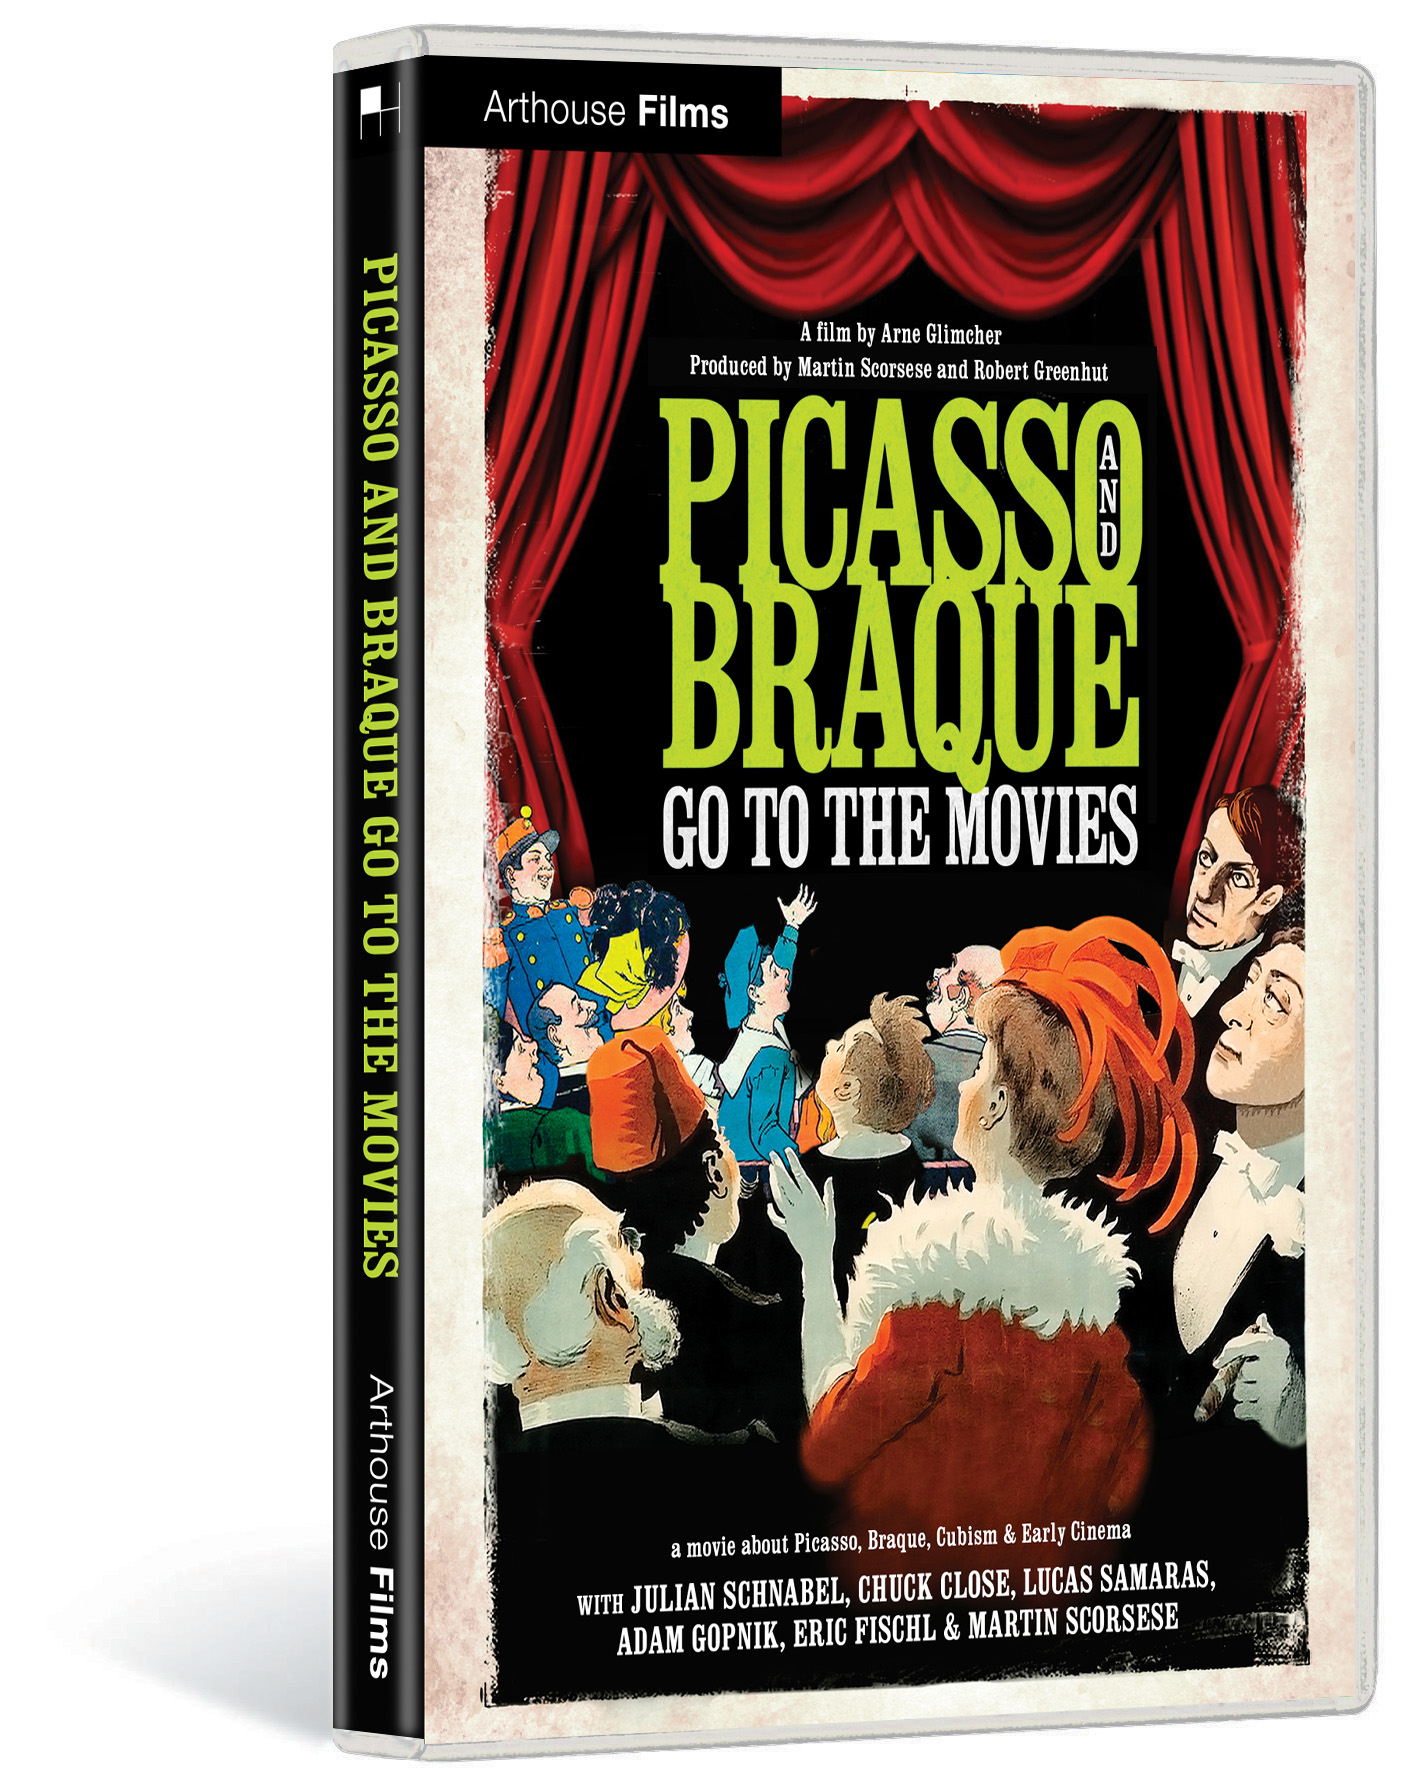 Arthouse Films
A film by Arne Glimcher
Produced by Martin Scorsese and Robert Greenhut
PICASSO
AND
BRAQUE
GO TO THE MOVIES
a movie about Picasso, Braque, Cubism & Early Cinema
WITH JULIAN SCHNABEL, CHUCK CLOSE, LUCAS SAMARAS,
ADAM GOPNIK, ERIC FISCHL & MARTIN SCORSESE
PICASSO AND BRAQUE GO TO THE MOVIES
Arthouse Films